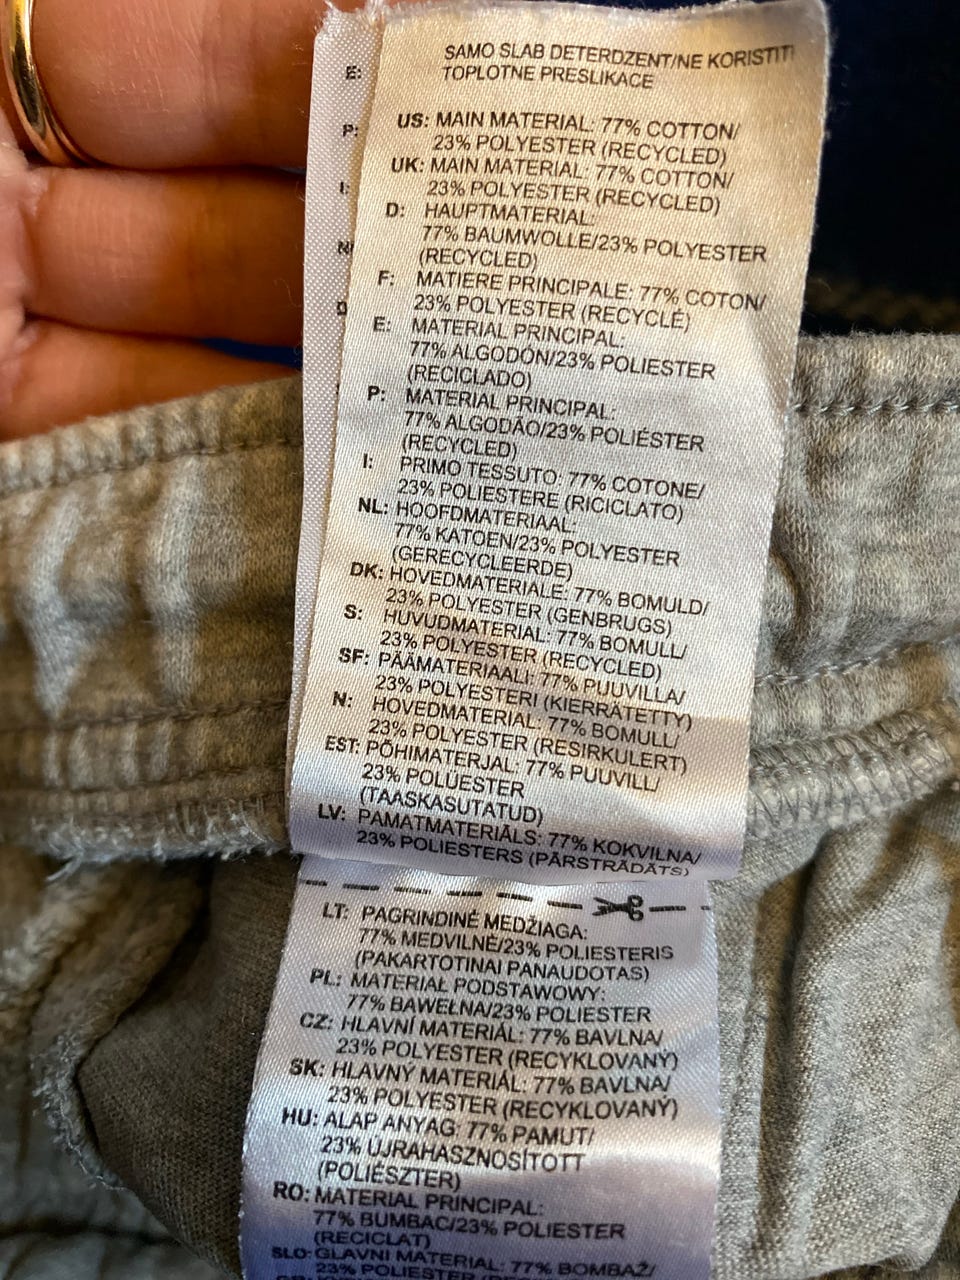 SAMO SLAB DETERDZENT/NE KORISTITI
TOPLOTNE PRESLIKACE
US: MAIN MATERIAL: 77% COTTON/
23% POLYESTER (RECYCLED)
UK: MAIN MATERIAL: 77% COTTON/
23% POLYESTER (RECYCLED)
D: HAUPTMATERIAL:
77% BAUMWOLLE/23% POLYESTER
(RECYCLED)
F: MATIERE PRINCIPALE: 77% COTON/
23% POLYESTER (RECYCLÉ)
E: MATERIAL PRINCIPAL:
77% ALGODÓN/23% POLIESTER
(RECICLADO)
P: MATERIAL PRINCIPAL:
77% ALGODÃO/23% POLIÉSTER
(RECYCLED)
I: PRIMO TESSUTO: 77% COTONE/
23% POLIESTERE (RICICLATO)
NL: HOOFDMATERIAAL:
77% KATOEN/23% POLYESTER
(GERECYCLEERDE)
DK: HOVEDMATERIALE: 77% BOMULD/
23% POLYESTER (GENBRUGS)
S: HUVUDMATERIAL: 77% BOMULL/
23% POLYESTER (RECYCLED)
SF: PÄÄMATERIAALI: 77% PUUVILLA/
23% POLYESTERI (KIERRÄTETTY)
N: HOVEDMATERIAL: 77% BOMULL/
23% POLYESTER (RESIRKULERT)
EST: PÕHIMATERJAL: 77% PUUVILL/
23% POLÜESTER
(TAASKASUTATUD)
LV: PAMATMATERIĀLS: 77% KOKVILNA/
23% POLIESTERS (PĀRSTRĀDĀTS)
LT: PAGRINDINĖ MEDŽIAGA:
77% MEDVILNĖ/23% POLIESTERIS
(PAKARTOTINAI PANAUDOTAS)
PL: MATERIAŁ PODSTAWOWY:
77% BAWEŁNA/23% POLIESTER
CZ: HLAVNÍ MATERIÁL: 77% BAVLNA/
23% POLYESTER (RECYKLOVANÝ)
SK: HLAVNÝ MATERIÁL: 77% BAVLNA/
23% POLYESTER (RECYKLOVANÝ)
HU: ALAP ANYAG: 77% PAMUT/
23% ÚJRAHASZNOSÍTOTT
(POLIÉSZTER)
RO: MATERIAL PRINCIPAL:
77% BUMBAC/23% POLIESTER
(RECICLAT)
SLO: GLAVNI MATERIAL: 77% BOMBAŽ/
23% POLIESTER
E:
P:
I: